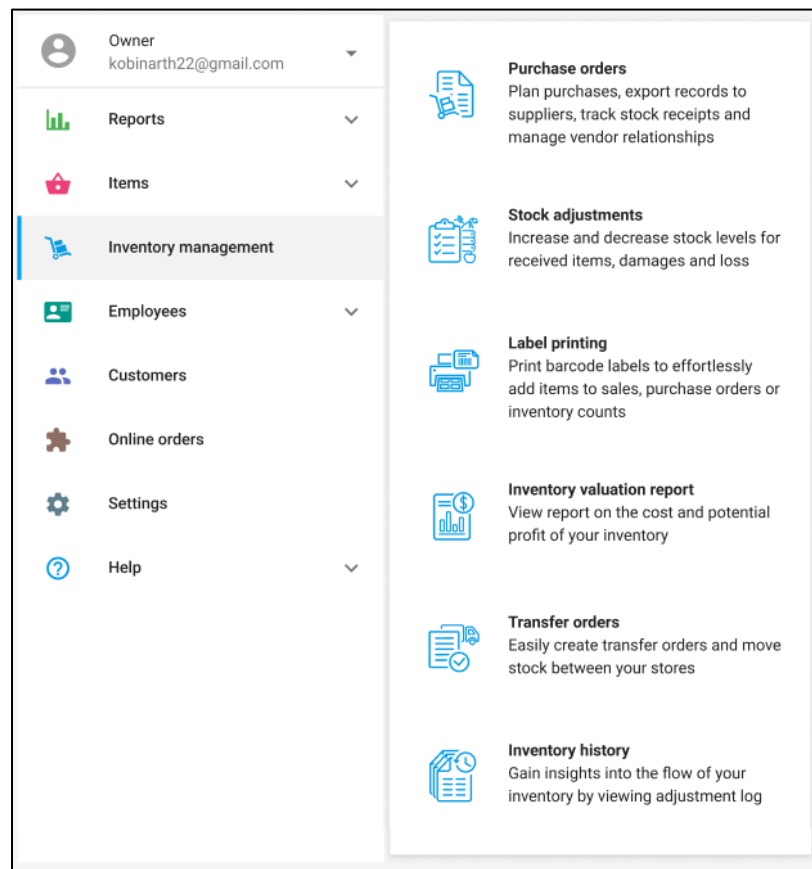 Owner
kobinarth22@gmail.com
Reports
Items
Inventory management
Employees
Customers
Online orders
Settings
Help
Purchase orders
Plan purchases, export records to
suppliers, track stock receipts and
manage vendor relationships
Stock adjustments
Increase and decrease stock levels for
received items, damages and loss
Label printing
Print barcode labels to effortlessly
add items to sales, purchase orders or
inventory counts
Inventory valuation report
View report on the cost and potential
profit of your inventory
Transfer orders
Easily create transfer orders and move
stock between your stores
Inventory history
Gain insights into the flow of your
inventory by viewing adjustment log